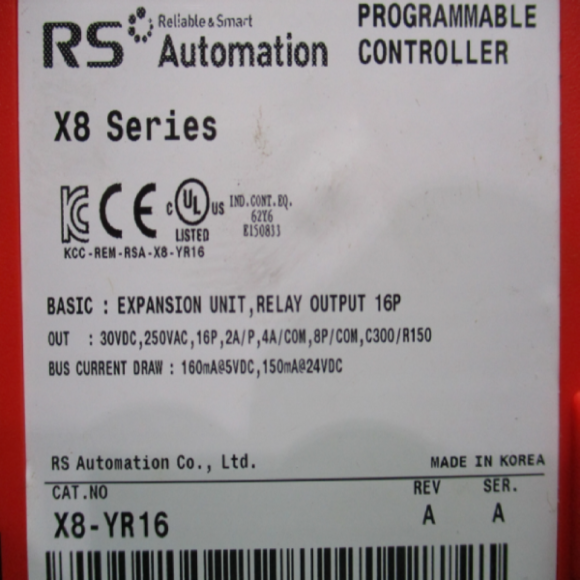 RS Reliable & Smart Automation
PROGRAMMABLE
CONTROLLER
X8 Series
KC CE c UL US LISTED
IND.CONT.EQ.
62Y6
E150833
KCC-REM-RSA-X8-YR16
BASIC : EXPANSION UNIT,RELAY OUTPUT 16P
OUT : 30VDC,250VAC,16P,2A/P,4A/COM,8P/COM,C300/R150
BUS CURRENT DRAW : 160mA@5VDC,150mA@24VDC
RS Automation Co., Ltd.
MADE IN KOREA
CAT.NO
REV
SER.
X8-YR16
A
A